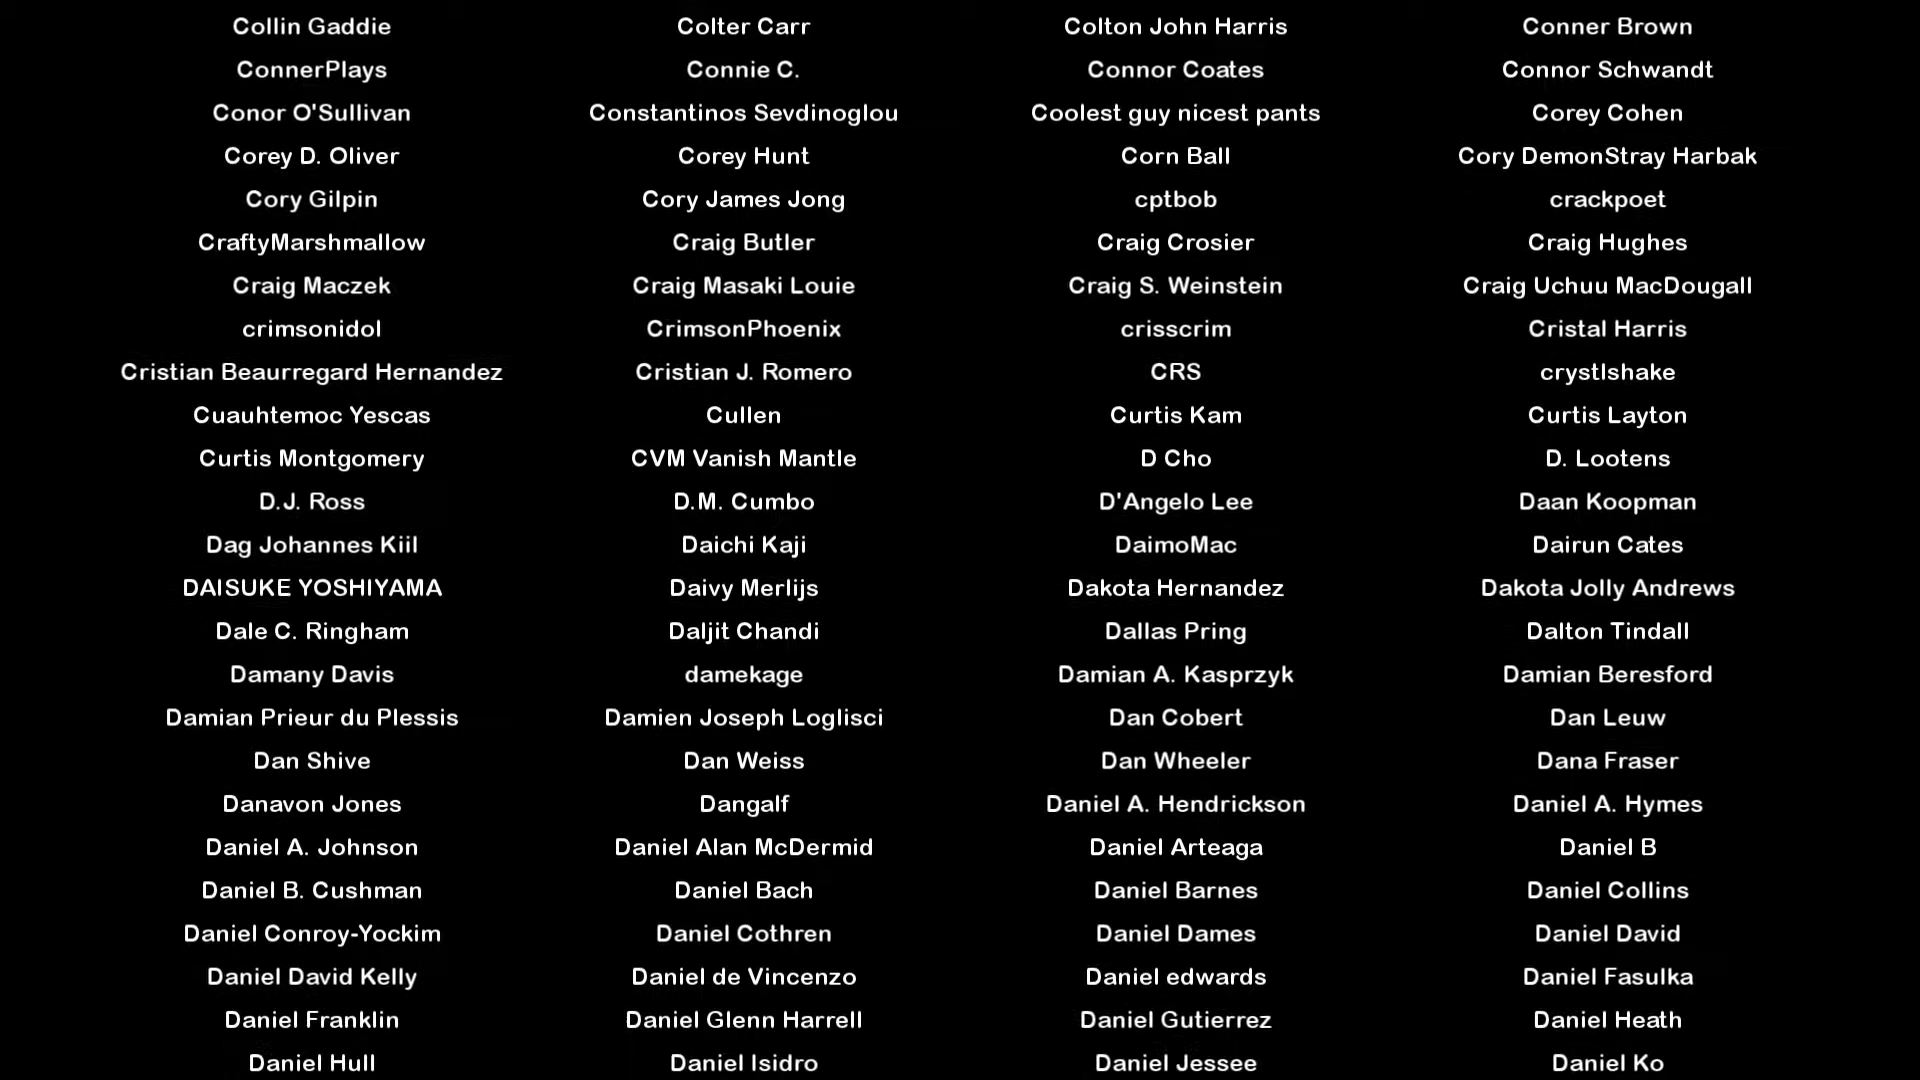 Collin Gaddie Colter Carr Colton John Harris Conner Brown
ConnerPlays Connie C. Connor Coates Connor Schwandt
Conor O'Sullivan Constantinos Sevdinoglou Coolest guy nicest pants Corey Cohen
Corey D. Oliver Corey Hunt Corn Ball Cory DemonStray Harbak
Cory Gilpin Cory James Jong cptbob crackpoet
CraftyMarshmallow Craig Butler Craig Crosier Craig Hughes
Craig Maczek Craig Masaki Louie Craig S. Weinstein Craig Uchuu MacDougall
crimsonidol CrimsonPhoenix crisscrim Cristal Harris
Cristian Beaurregard Hernandez Cristian J. Romero CRS crystlshake
Cuauhtemoc Yescas Cullen Curtis Kam Curtis Layton
Curtis Montgomery CVM Vanish Mantle D Cho D. Lootens
D.J. Ross D.M. Cumbo D'Angelo Lee Daan Koopman
Dag Johannes Kiil Daichi Kaji DaimoMac Dairun Cates
DAISUKE YOSHIYAMA Daivy Merlijs Dakota Hernandez Dakota Jolly Andrews
Dale C. Ringham Daljit Chandi Dallas Pring Dalton Tindall
Damany Davis damekage Damian A. Kasprzyk Damian Beresford
Damian Prieur du Plessis Damien Joseph Loglisci Dan Cobert Dan Leuw
Dan Shive Dan Weiss Dan Wheeler Dana Fraser
Danavon Jones Dangalf Daniel A. Hendrickson Daniel A. Hymes
Daniel A. Johnson Daniel Alan McDermid Daniel Arteaga Daniel B
Daniel B. Cushman Daniel Bach Daniel Barnes Daniel Collins
Daniel Conroy-Yockim Daniel Cothren Daniel Dames Daniel David
Daniel David Kelly Daniel de Vincenzo Daniel edwards Daniel Fasulka
Daniel Franklin Daniel Glenn Harrell Daniel Gutierrez Daniel Heath
Daniel Hull Daniel Isidro Daniel Jessee Daniel Ko